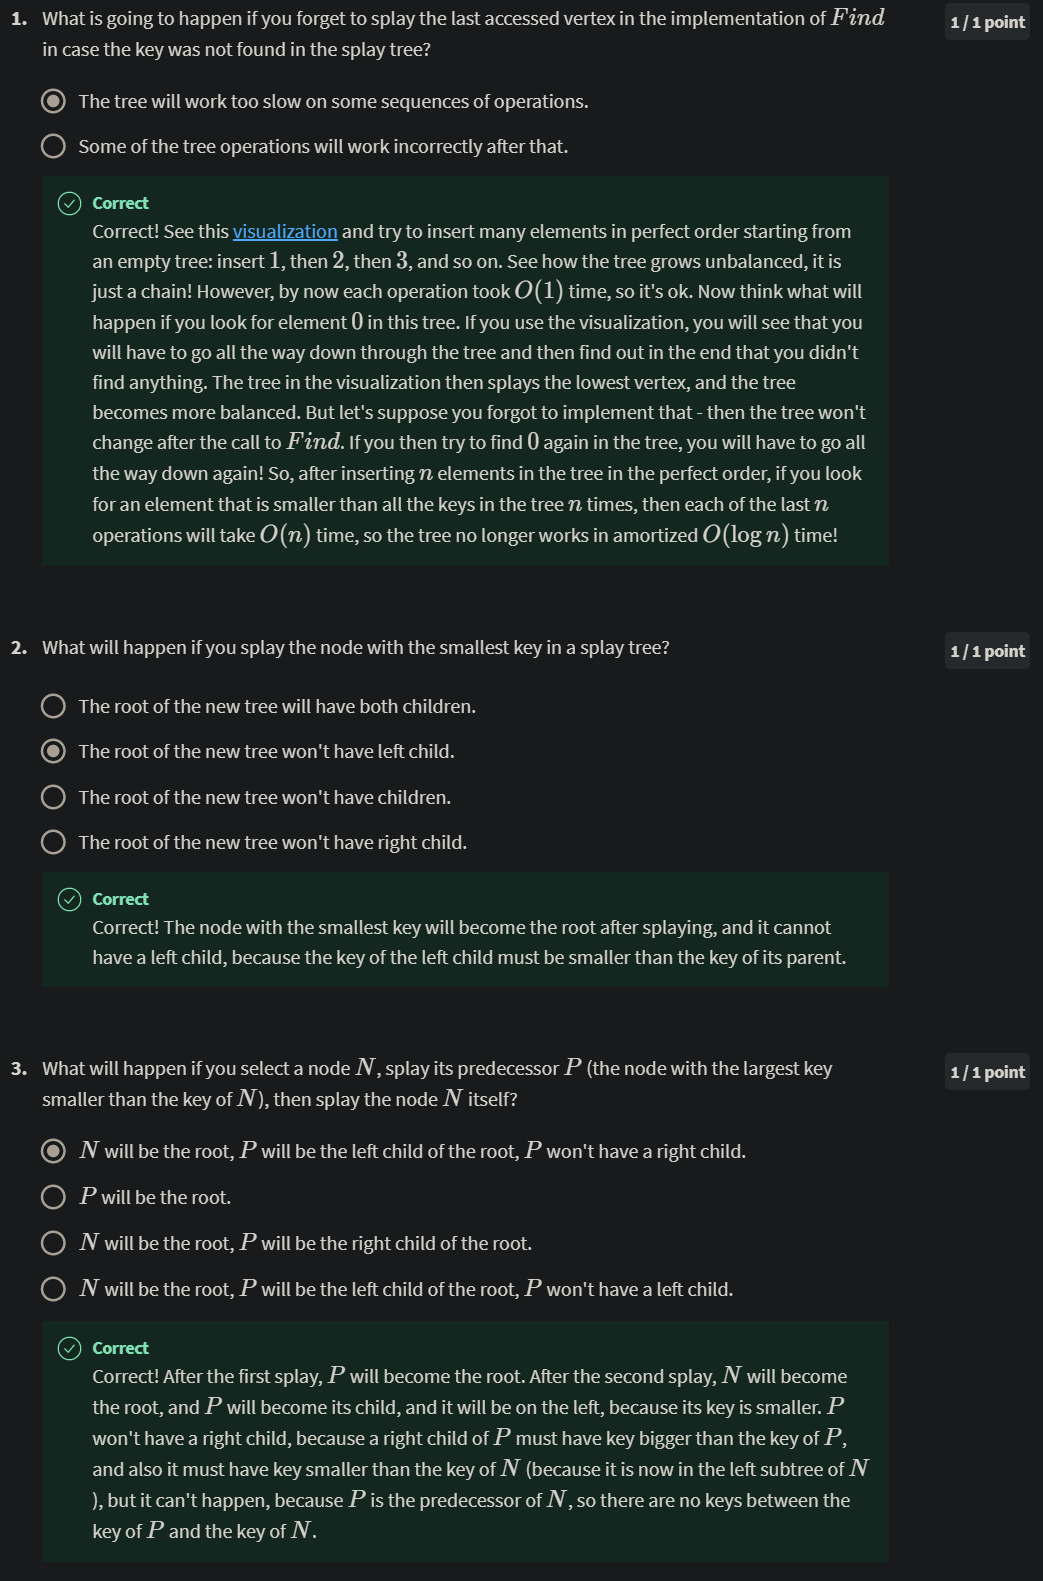 1. What is going to happen if you forget to splay the last accessed vertex in the implementation of Find
in case the key was not found in the splay tree?
1 / 1 point
The tree will work too slow on some sequences of operations.
Some of the tree operations will work incorrectly after that.
Correct
Correct! See this visualization and try to insert many elements in perfect order starting from
an empty tree: insert 1, then 2, then 3, and so on. See how the tree grows unbalanced, it is
just a chain! However, by now each operation took O(1) time, so it's ok. Now think what will
happen if you look for element 0 in this tree. If you use the visualization, you will see that you
will have to go all the way down through the tree and then find out in the end that you didn't
find anything. The tree in the visualization then splays the lowest vertex, and the tree
becomes more balanced. But let's suppose you forgot to implement that - then the tree won't
change after the call to Find. If you then try to find 0 again in the tree, you will have to go all
the way down again! So, after inserting n elements in the tree in the perfect order, if you look
for an element that is smaller than all the keys in the tree n times, then each of the last n
operations will take O(n) time, so the tree no longer works in amortized O(log n) time!
2. What will happen if you splay the node with the smallest key in a splay tree?
1 / 1 point
The root of the new tree will have both children.
The root of the new tree won't have left child.
The root of the new tree won't have children.
The root of the new tree won't have right child.
Correct
Correct! The node with the smallest key will become the root after splaying, and it cannot
have a left child, because the key of the left child must be smaller than the key of its parent.
3. What will happen if you select a node N, splay its predecessor P (the node with the largest key
smaller than the key of N), then splay the node N itself?
1 / 1 point
N will be the root, P will be the left child of the root, P won't have a right child.
P will be the root.
N will be the root, P will be the right child of the root.
N will be the root, P will be the left child of the root, P won't have a left child.
Correct
Correct! After the first splay, P will become the root. After the second splay, N will become
the root, and P will become its child, and it will be on the left, because its key is smaller. P
won't have a right child, because a right child of P must have key bigger than the key of P,
and also it must have key smaller than the key of N (because it is now in the left subtree of N
), but it can't happen, because P is the predecessor of N, so there are no keys between the
key of P and the key of N.